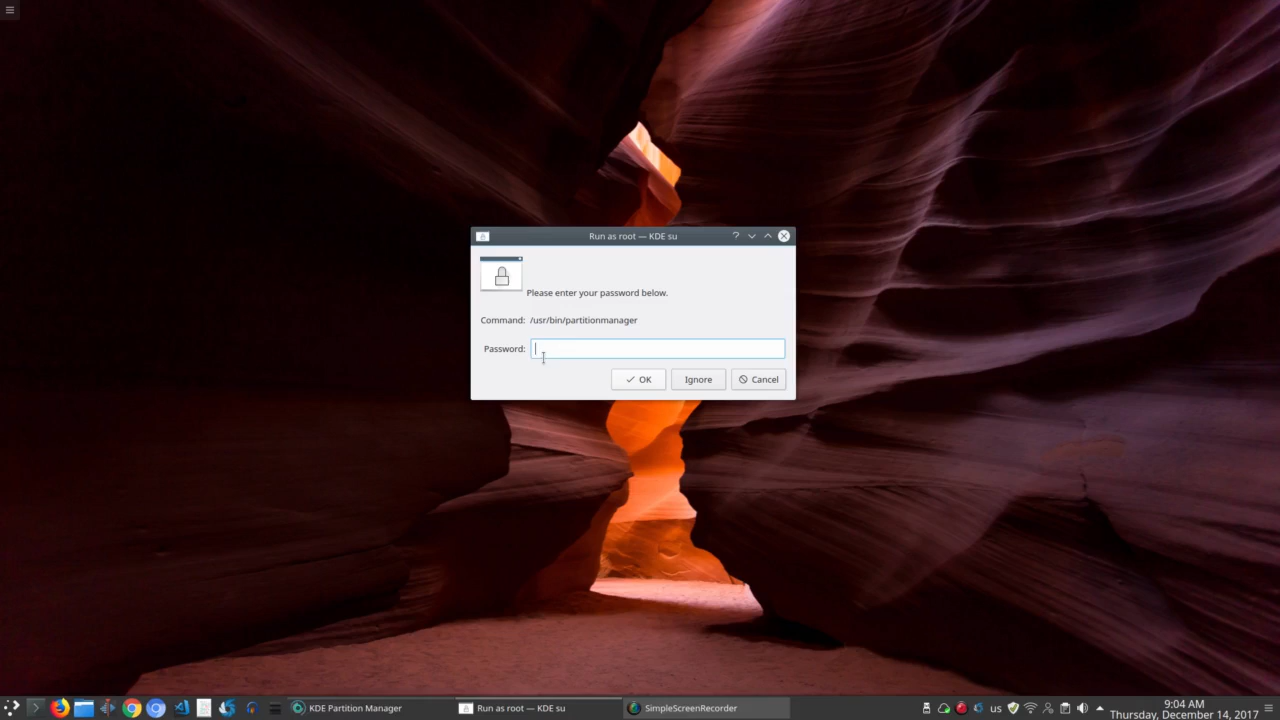 Run as root — KDE su
Please enter your password below.
Command: /usr/bin/partitionmanager
Password:
OK Ignore Cancel
KDE Partition Manager Run as root — KDE su SimpleScreenRecorder us 9:04 AM
Thursday, December 14, 2017